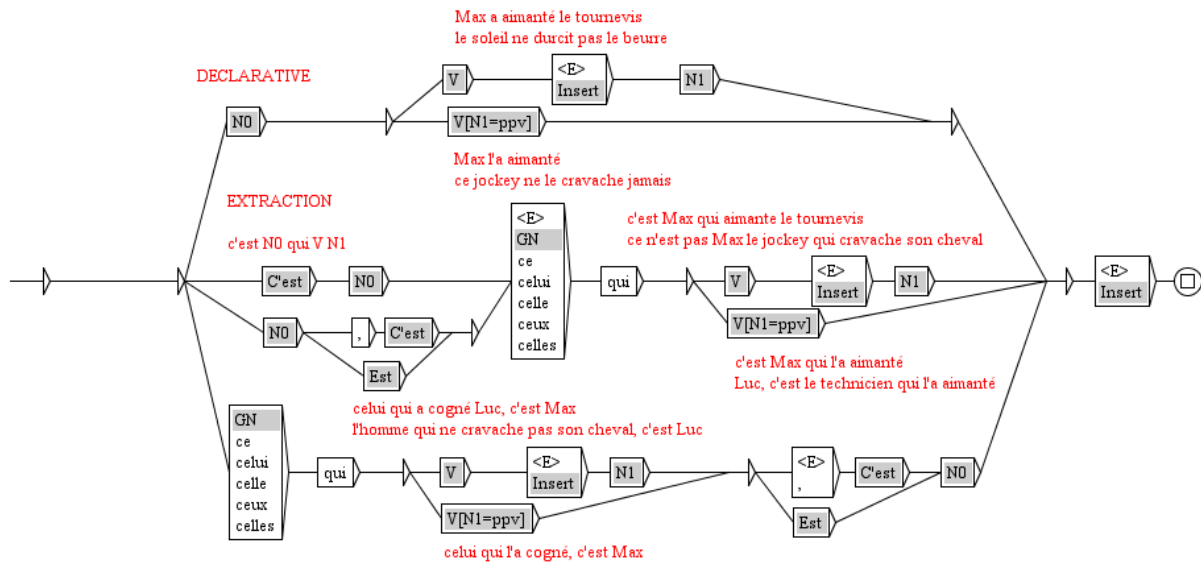 Max a aimanté le tournevis
le soleil ne durcit pas le beurre
DECLARATIVE
V
<E>
Insert
N1
N0
V[N1=ppv]
Max l'a aimanté
ce jockey ne le cravache jamais
EXTRACTION
c'est N0 qui V N1
<E>
GN
ce
celui
celle
ceux
celles
c'est Max qui aimante le tournevis
ce n'est pas Max le jockey qui cravache son cheval
C'est
N0
qui
V
<E>
Insert
N1
<E>
Insert
N0
,
C'est
Est
V[N1=ppv]
c'est Max qui l'a aimanté
Luc, c'est le technicien qui l'a aimanté
celui qui a cogné Luc, c'est Max
l'homme qui ne cravache pas son cheval, c'est Luc
GN
ce
celui
celle
ceux
celles
qui
V
<E>
Insert
N1
<E>
,
C'est
N0
V[N1=ppv]
Est
celui qui l'a cogné, c'est Max